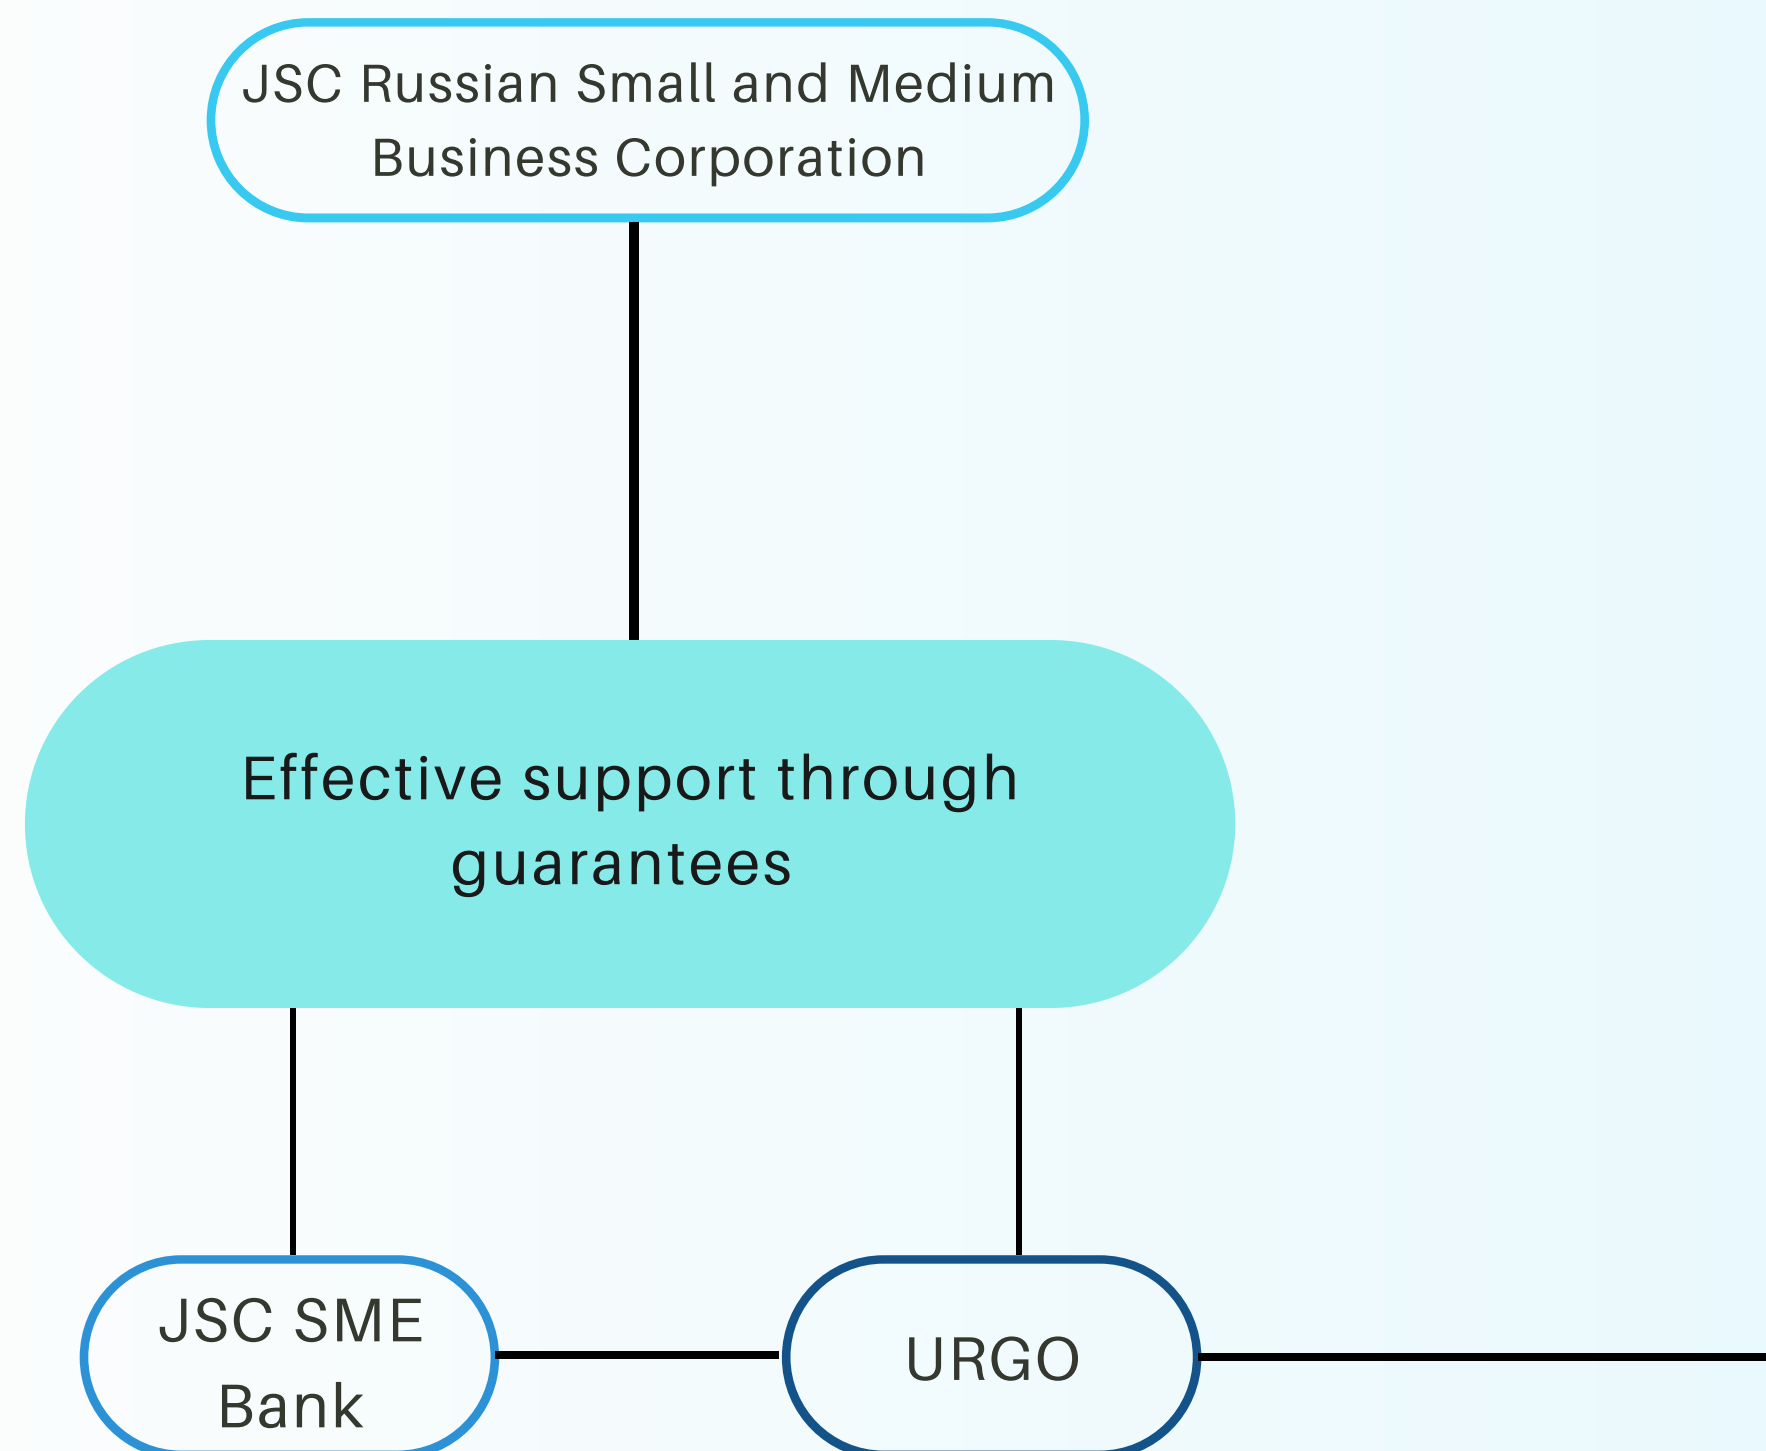 JSC Russian Small and Medium
Business Corporation
Effective support through
guarantees
JSC SME
Bank
URGO